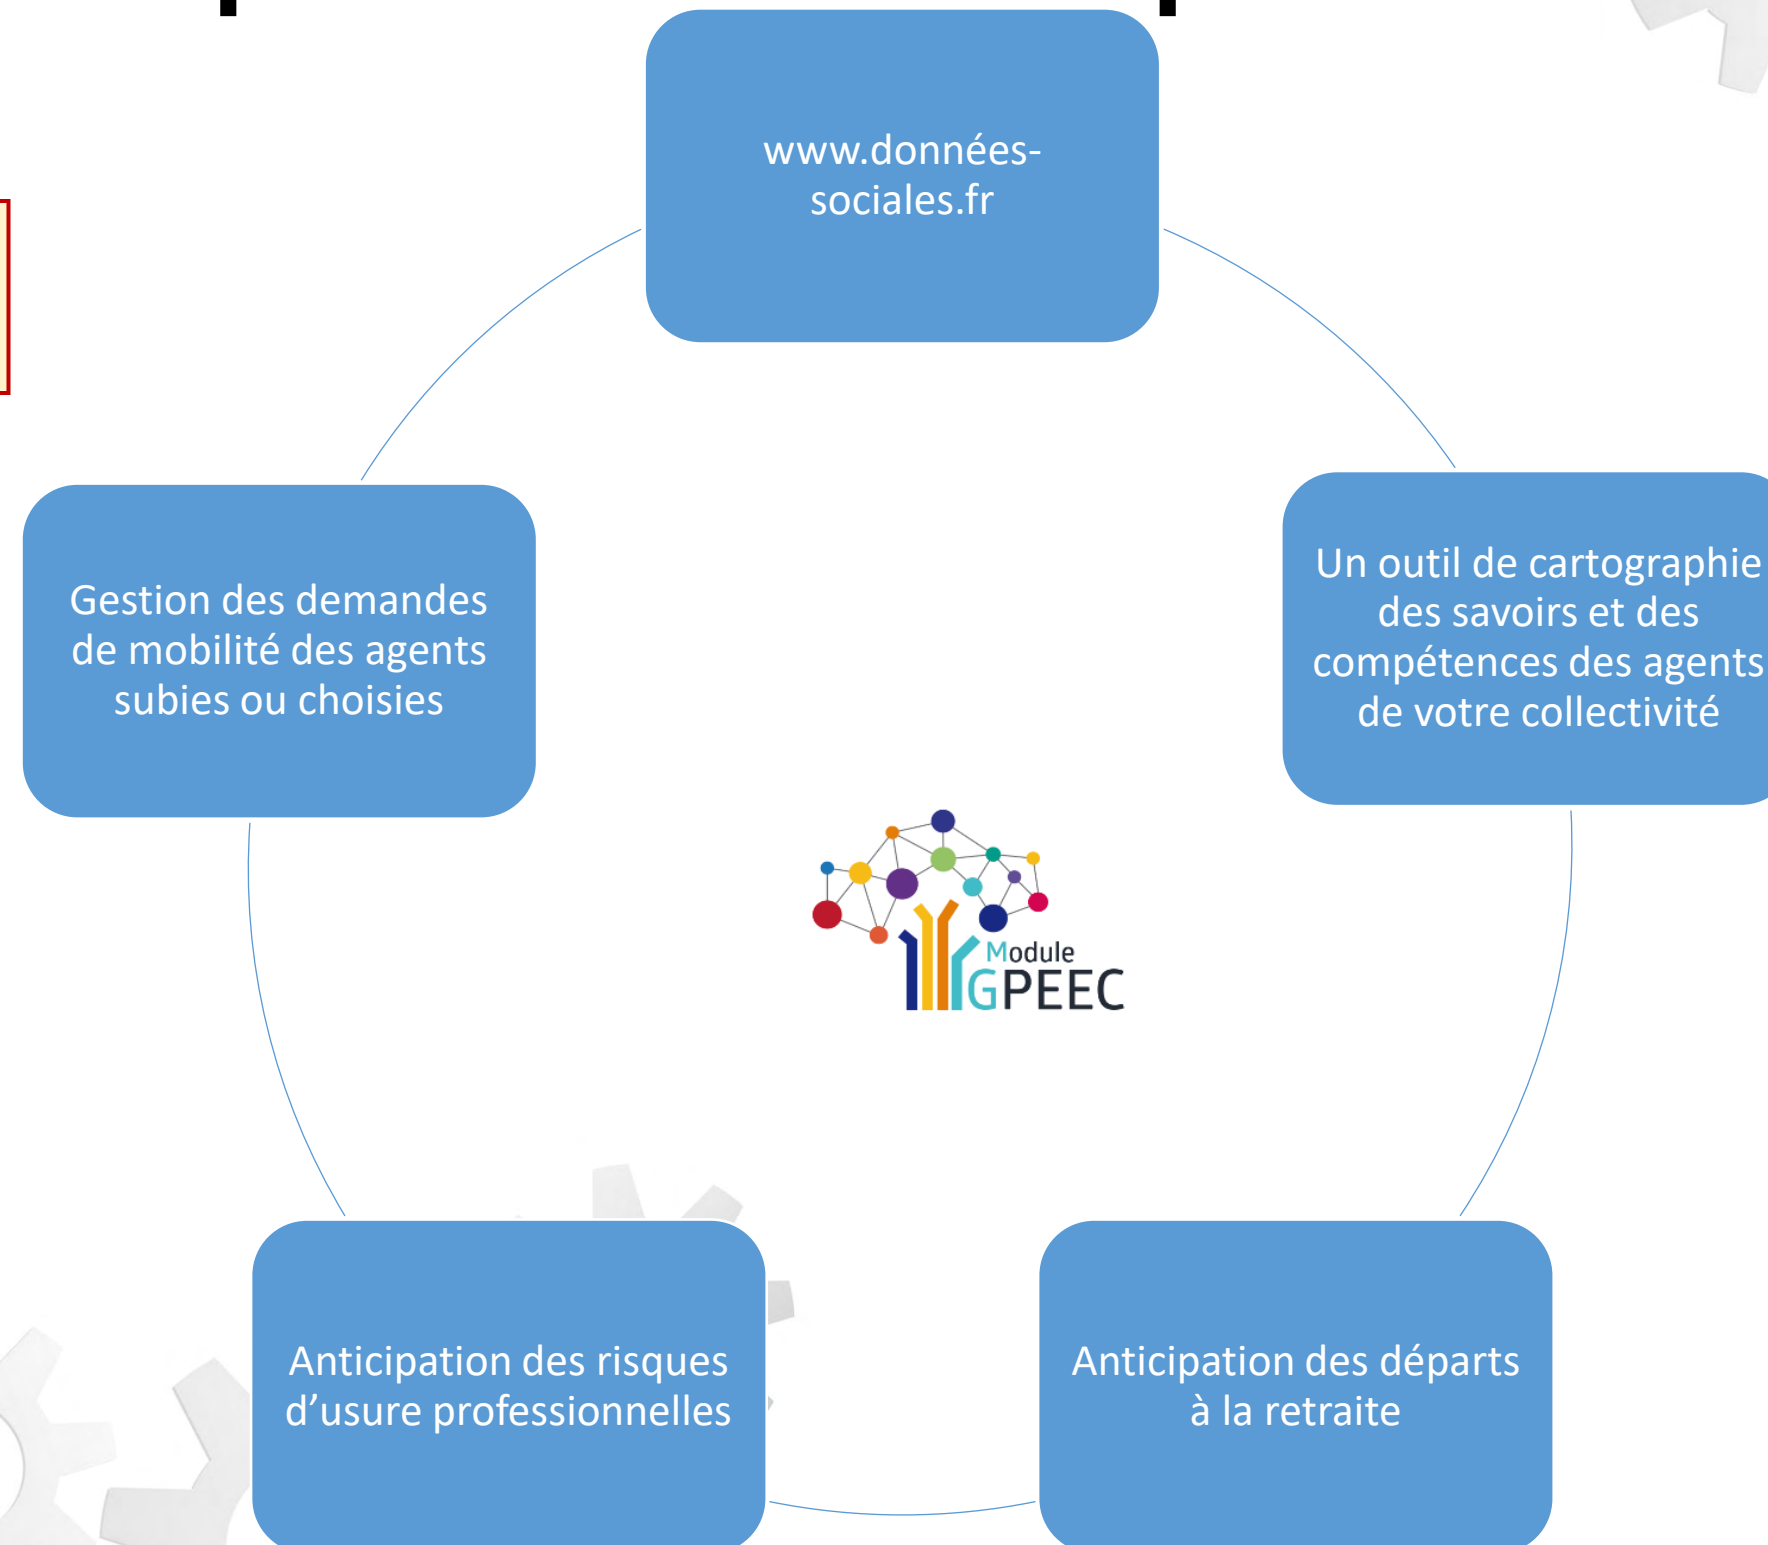 www.données-
sociales.fr
Gestion des demandes
de mobilité des agents
subies ou choisies
Un outil de cartographie
des savoirs et des
compétences des agents
de votre collectivité
Module
GPEEC
Anticipation des risques
d’usure professionnelles
Anticipation des départs
à la retraite